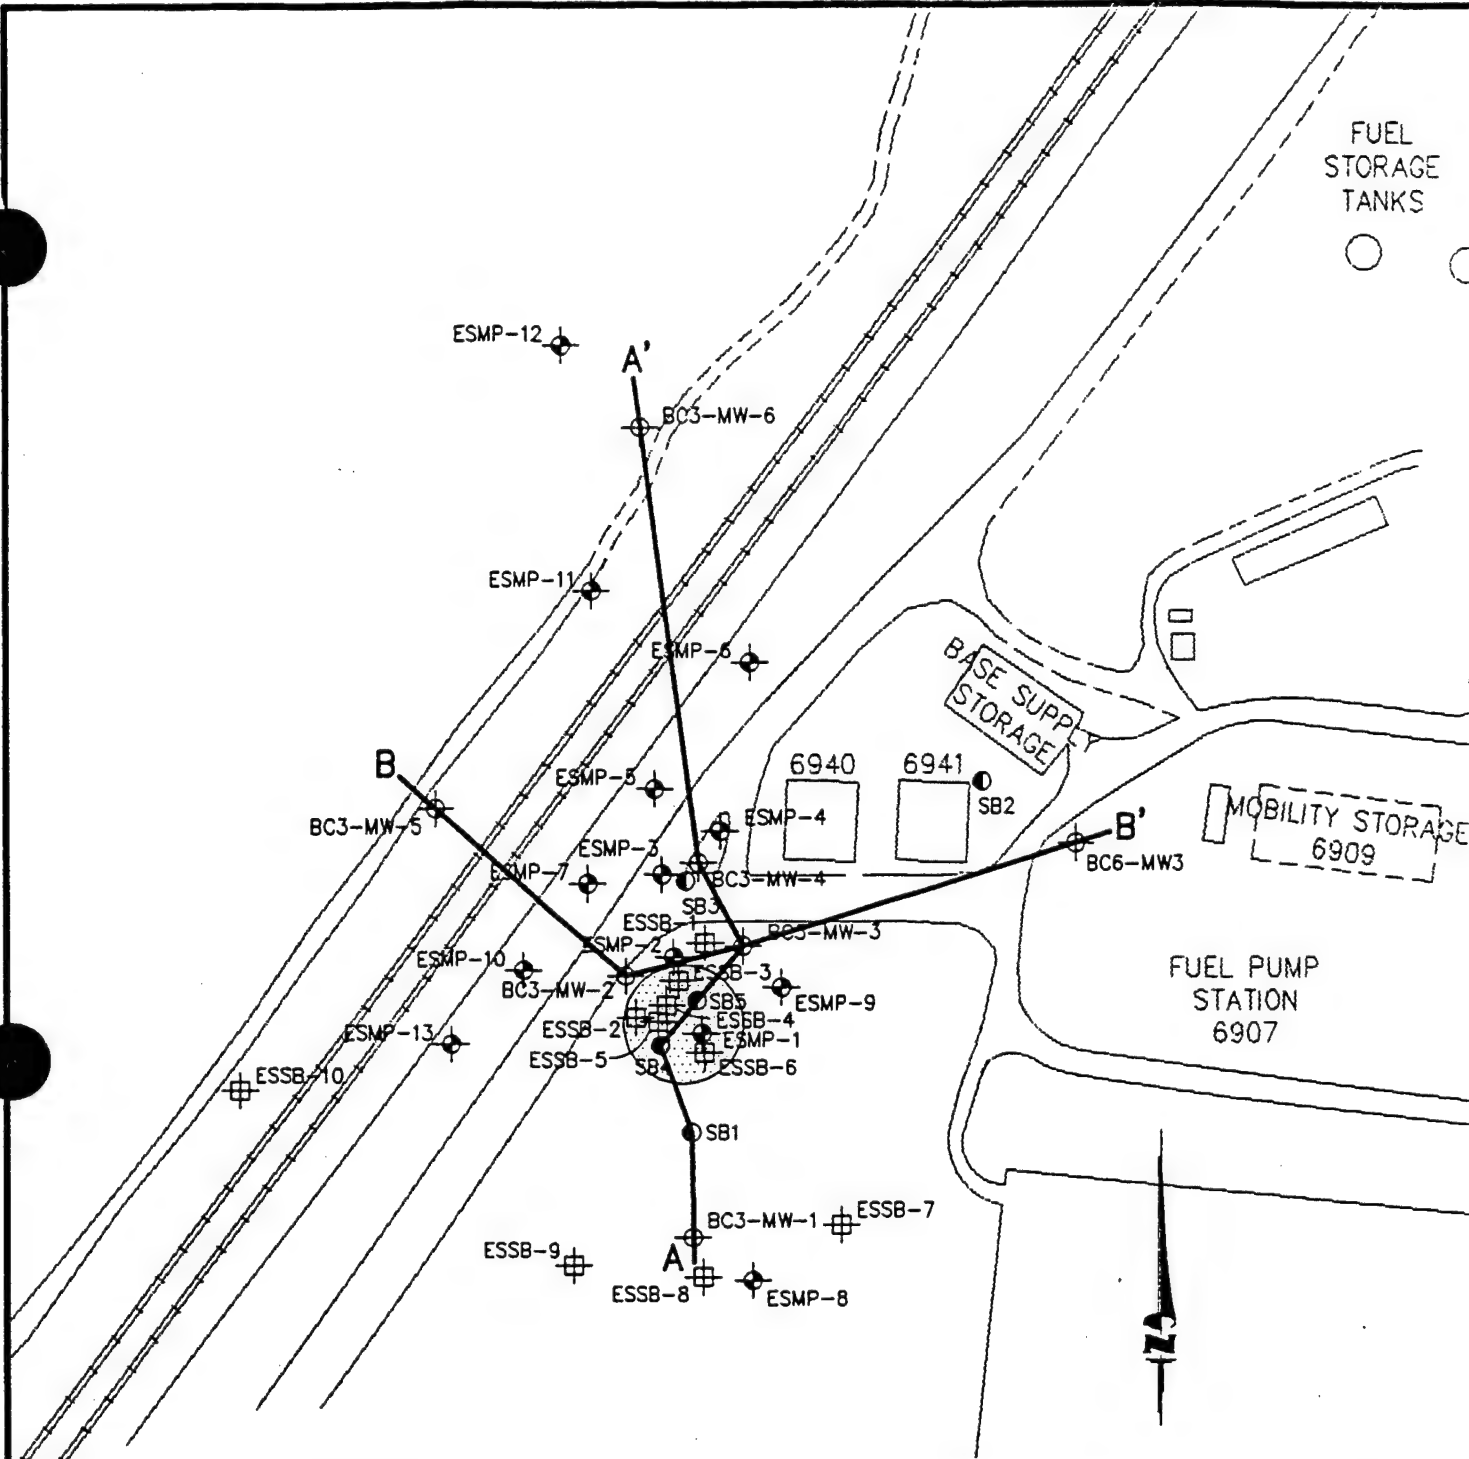 FUEL
STORAGE
TANKS
ESMP-12
A'
BC3-MW-6
ESMP-11
ESMP-6
BASE SUPPLY
STORAGE
B
ESMP-5
6940
6941
SB2
BC3-MW-5
ESMP-4
B'
MOBILITY STORAGE
6909
ESMP-3
BC6-MW3
ESMP-7
BC3-MW-4
SB3
ESSB-1
BC3-MW-3
ESMP-2
ESMP-10
ESSB-3
BC3-MW-2
FUEL PUMP
STATION
6907
SB5
ESMP-9
ESSB-4
ESSB-2
ESMP-13
ESMP-1
ESSB-5
SB4
ESSB-6
ESSB-10
SB1
BC3-MW-1
ESSB-7
ESSB-9
A
ESSB-8
ESMP-8
N